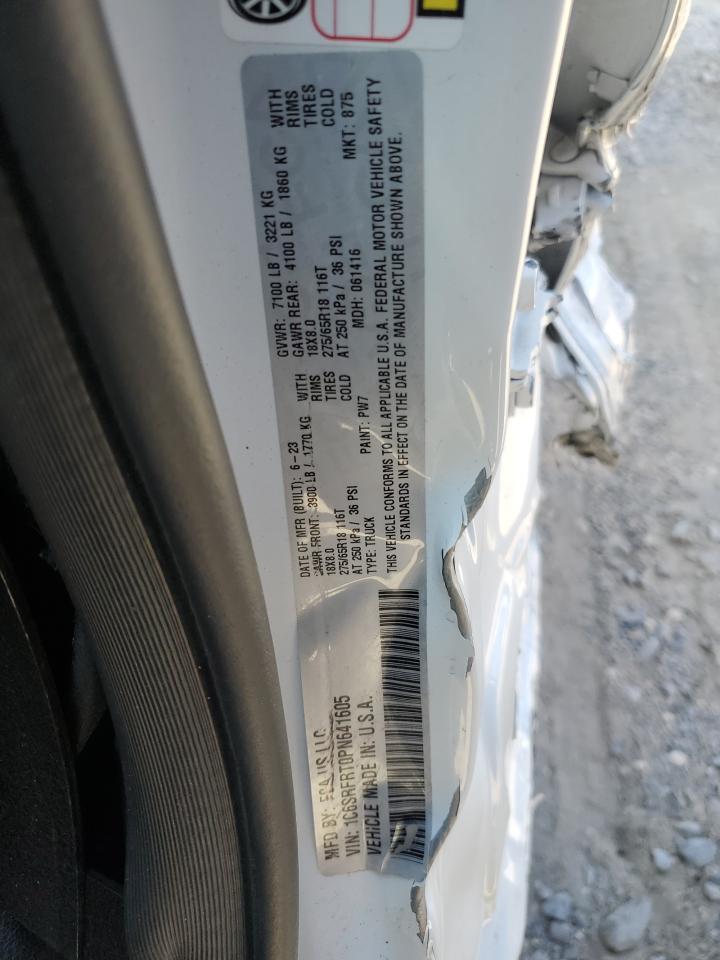 MFD BY: FCA US LLC
DATE OF MFR (BUILT): 6-23
GVWR: 7100 LB / 3221 KG
GAWR FRONT: 3900 LB / 1770 KG WITH
18X8.0 RIMS
275/65R18 116T TIRES
AT 250 kPa / 36 PSI COLD
GAWR REAR: 4100 LB / 1860 KG WITH
18X8.0 RIMS
275/65R18 116T TIRES
AT 250 kPa / 36 PSI COLD
VIN: 1C6SRFRT0PN641605
TYPE: TRUCK PAINT: PW7 MDH: 061416 MKT: 875
VEHICLE MADE IN: U.S.A.
THIS VEHICLE CONFORMS TO ALL APPLICABLE U.S.A. FEDERAL MOTOR VEHICLE SAFETY
STANDARDS IN EFFECT ON THE DATE OF MANUFACTURE SHOWN ABOVE.